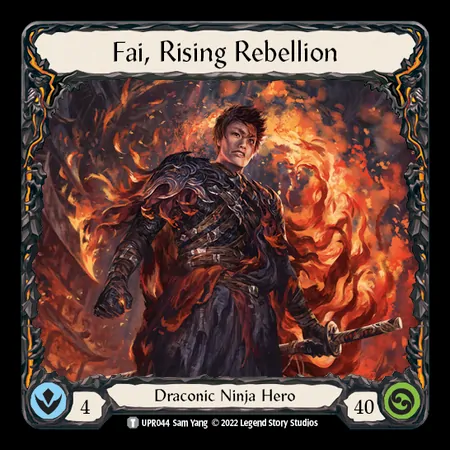 Fai, Rising Rebellion
Draconic Ninja Hero
4
40
T UPR044 Sam Yang © 2022 Legend Story Studios